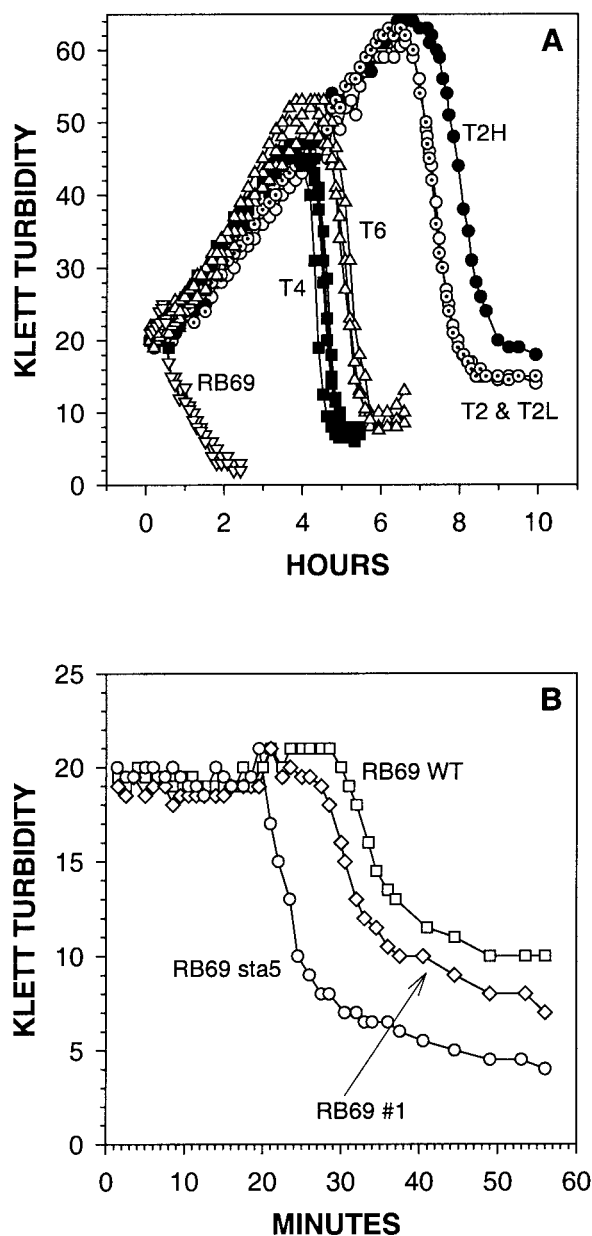 A
KLETT TURBIDITY
60
50
40
30
20
10
0
T2H
T6
T4
RB69
T2 & T2L
0 2 4 6 8 10
HOURS
B
KLETT TURBIDITY
25
20
15
10
5
0
RB69 WT
RB69 sta5
RB69 #1
0 10 20 30 40 50 60
MINUTES